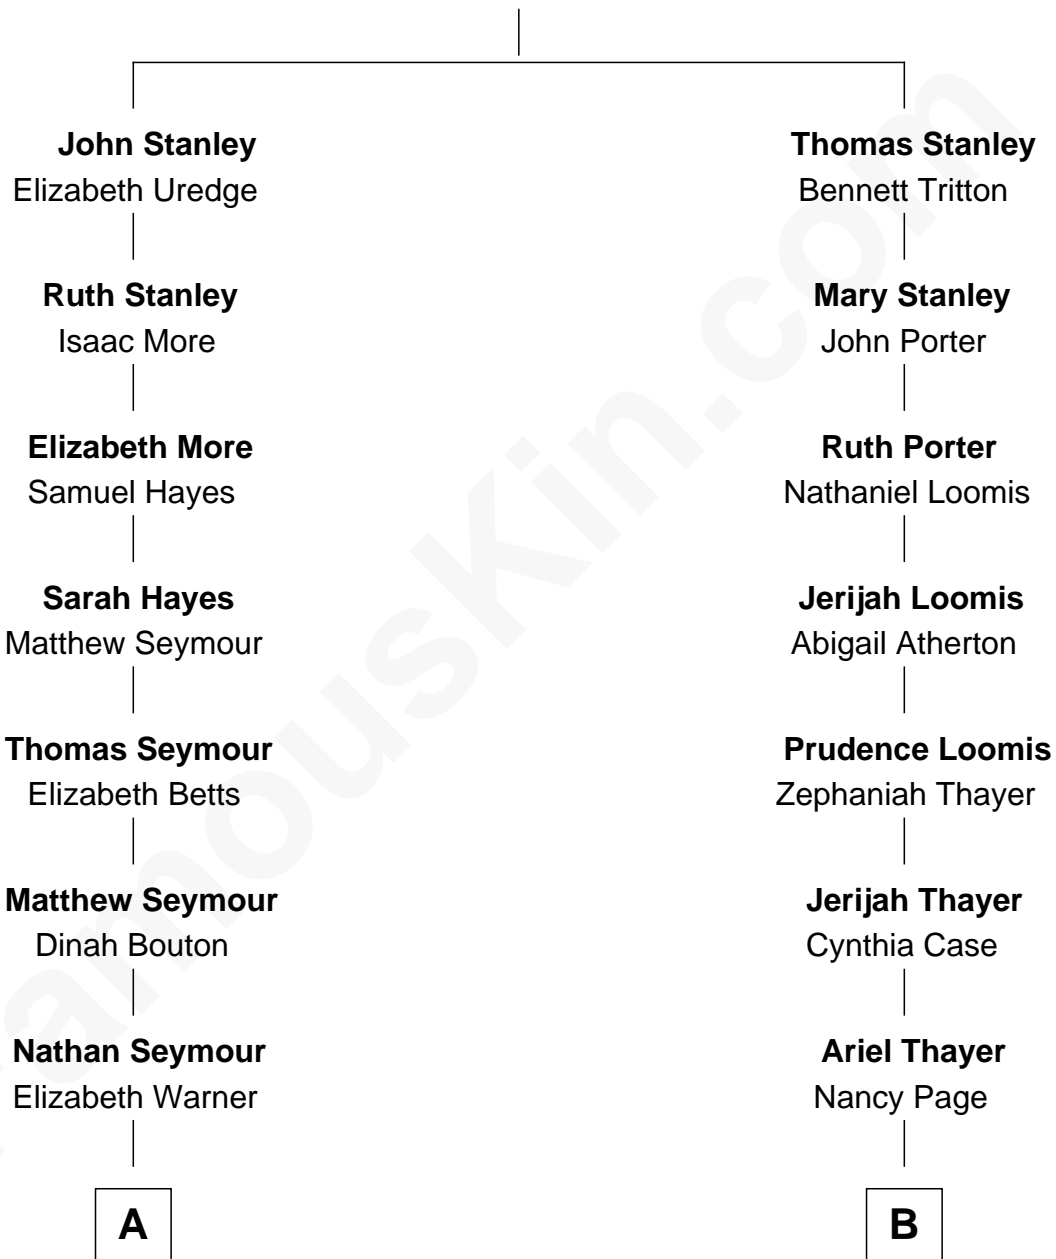 John Stanley
Elizabeth Uredge
Ruth Stanley
Isaac More
Elizabeth More
Samuel Hayes
Sarah Hayes
Matthew Seymour
Thomas Seymour
Elizabeth Betts
Matthew Seymour
Dinah Bouton
Nathan Seymour
Elizabeth Warner
A
Thomas Stanley
Bennett Tritton
Mary Stanley
John Porter
Ruth Porter
Nathaniel Loomis
Jerijah Loomis
Abigail Atherton
Prudence Loomis
Zephaniah Thayer
Jerijah Thayer
Cynthia Case
Ariel Thayer
Nancy Page
B
FamousKin.com